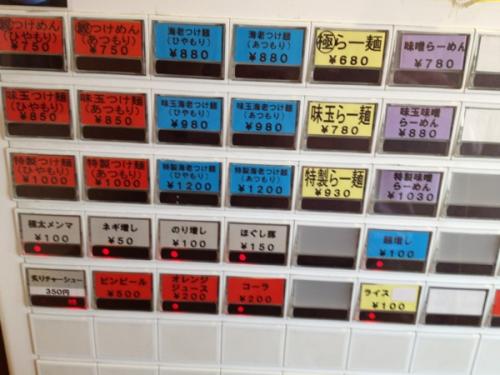 つけめん
(ひやもり)
¥750
つけめん
(あつもり)
¥750
海老つけ麺
(ひやもり)
¥880
海老つけ麺
(あつもり)
¥880
極らー麺
¥680
味噌らーめん
¥780
味玉つけ麺
(ひやもり)
¥850
味玉つけ麺
(あつもり)
¥850
味玉海老つけ麺
(ひやもり)
¥980
味玉海老つけ麺
(あつもり)
¥980
味玉らー麺
¥780
味玉味噌
らーめん
¥880
特製つけ麺
(ひやもり)
¥1000
特製つけ麺
(あつもり)
¥1000
特製海老つけ麺
(ひやもり)
¥1200
特製海老つけ麺
(あつもり)
¥1200
特製らー麺
¥930
特製味噌
らーめん
¥1030
極太メンマ
¥100
ネギ増し
¥50
のり増し
¥100
ほぐし豚
¥150
麺増し
¥100
炙りチャーシュー
350円
ビンビール
¥500
オレンジ
ジュース
¥200
コーラ
¥200
ライス
¥100